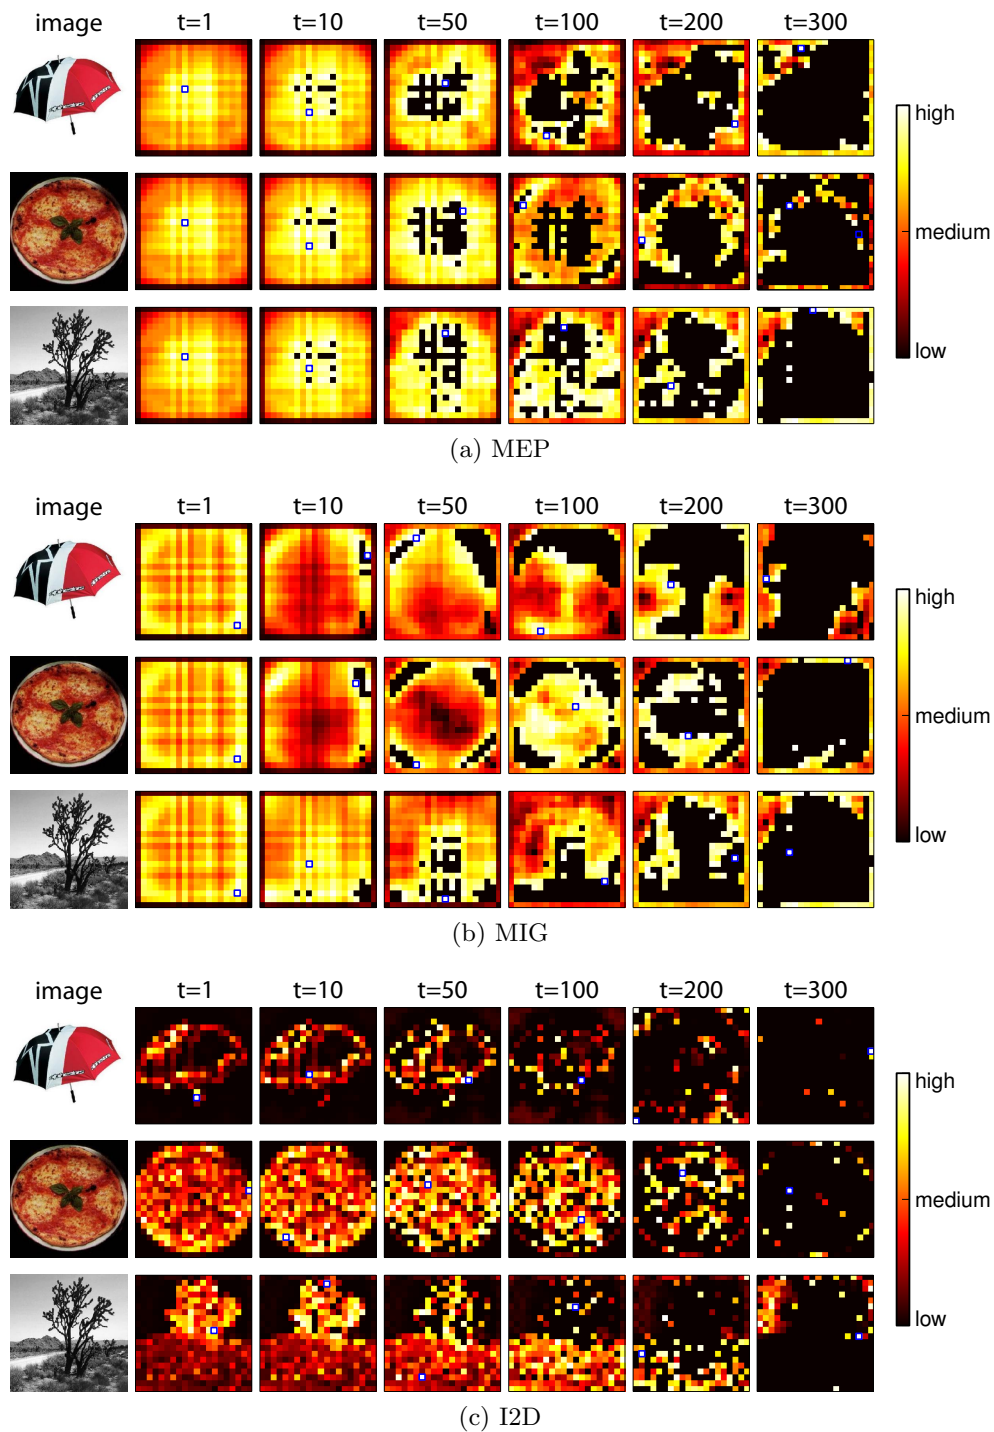 image t=1 t=10 t=50 t=100 t=200 t=300
high
medium
low
(a) MEP
image t=1 t=10 t=50 t=100 t=200 t=300
high
medium
low
(b) MIG
image t=1 t=10 t=50 t=100 t=200 t=300
high
medium
low
(c) I2D